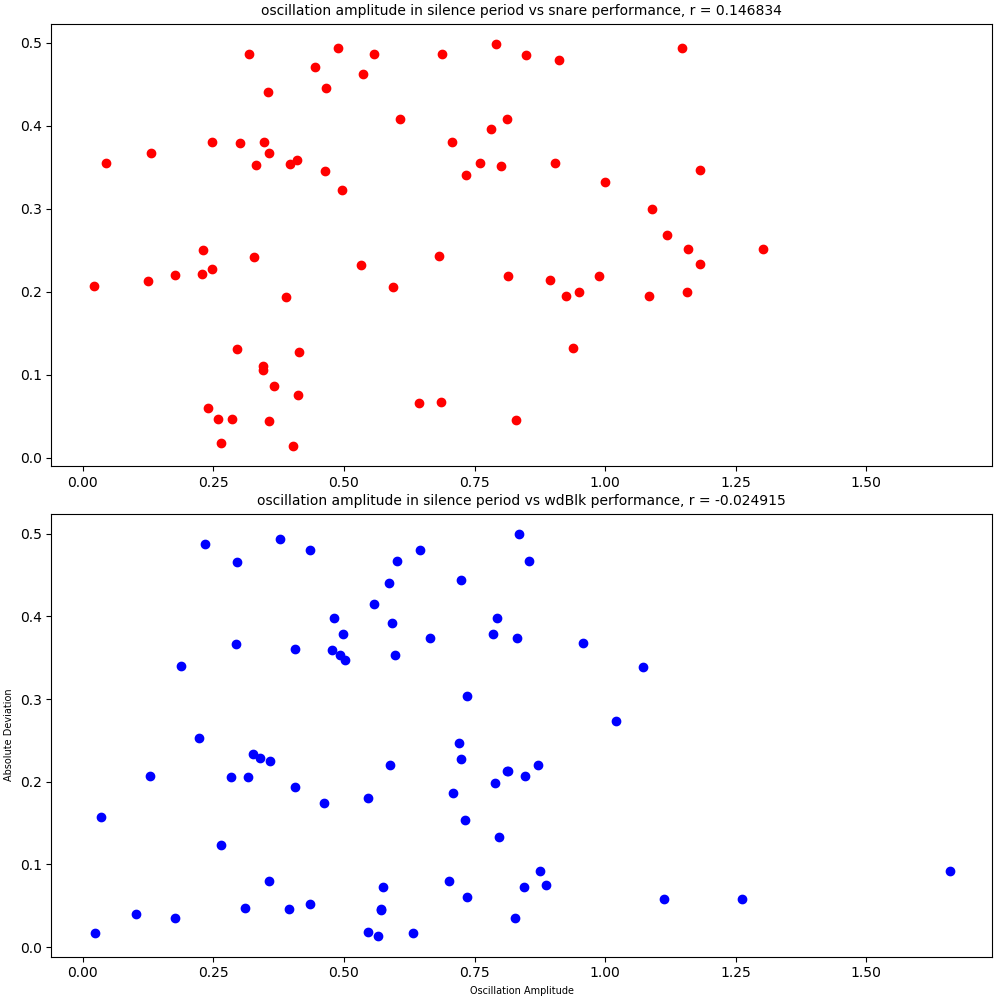 oscillation amplitude in silence period vs snare performance, r = 0.146834
0.5
0.4
0.3
0.2
0.1
0.0
0.00 0.25 0.50 0.75 1.00 1.25 1.50
oscillation amplitude in silence period vs wdBlk performance, r = -0.024915
0.5
0.4
0.3
0.2
0.1
0.0
Absolute Deviation
0.00 0.25 0.50 0.75 1.00 1.25 1.50
Oscillation Amplitude